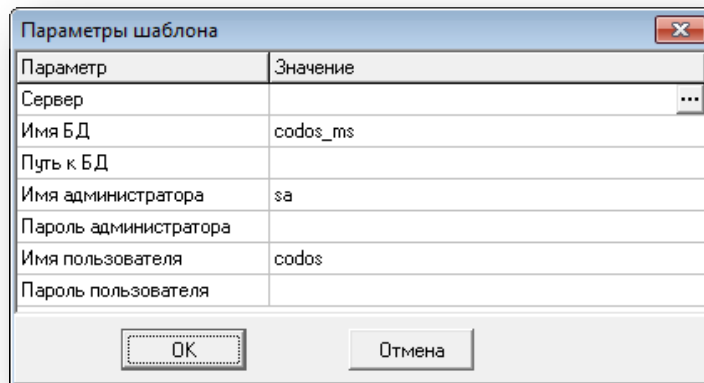 Параметры шаблона
Параметр Значение
Сервер ...
Имя БД codos_ms
Путь к БД
Имя администратора sa
Пароль администратора
Имя пользователя codos
Пароль пользователя
OK Отмена